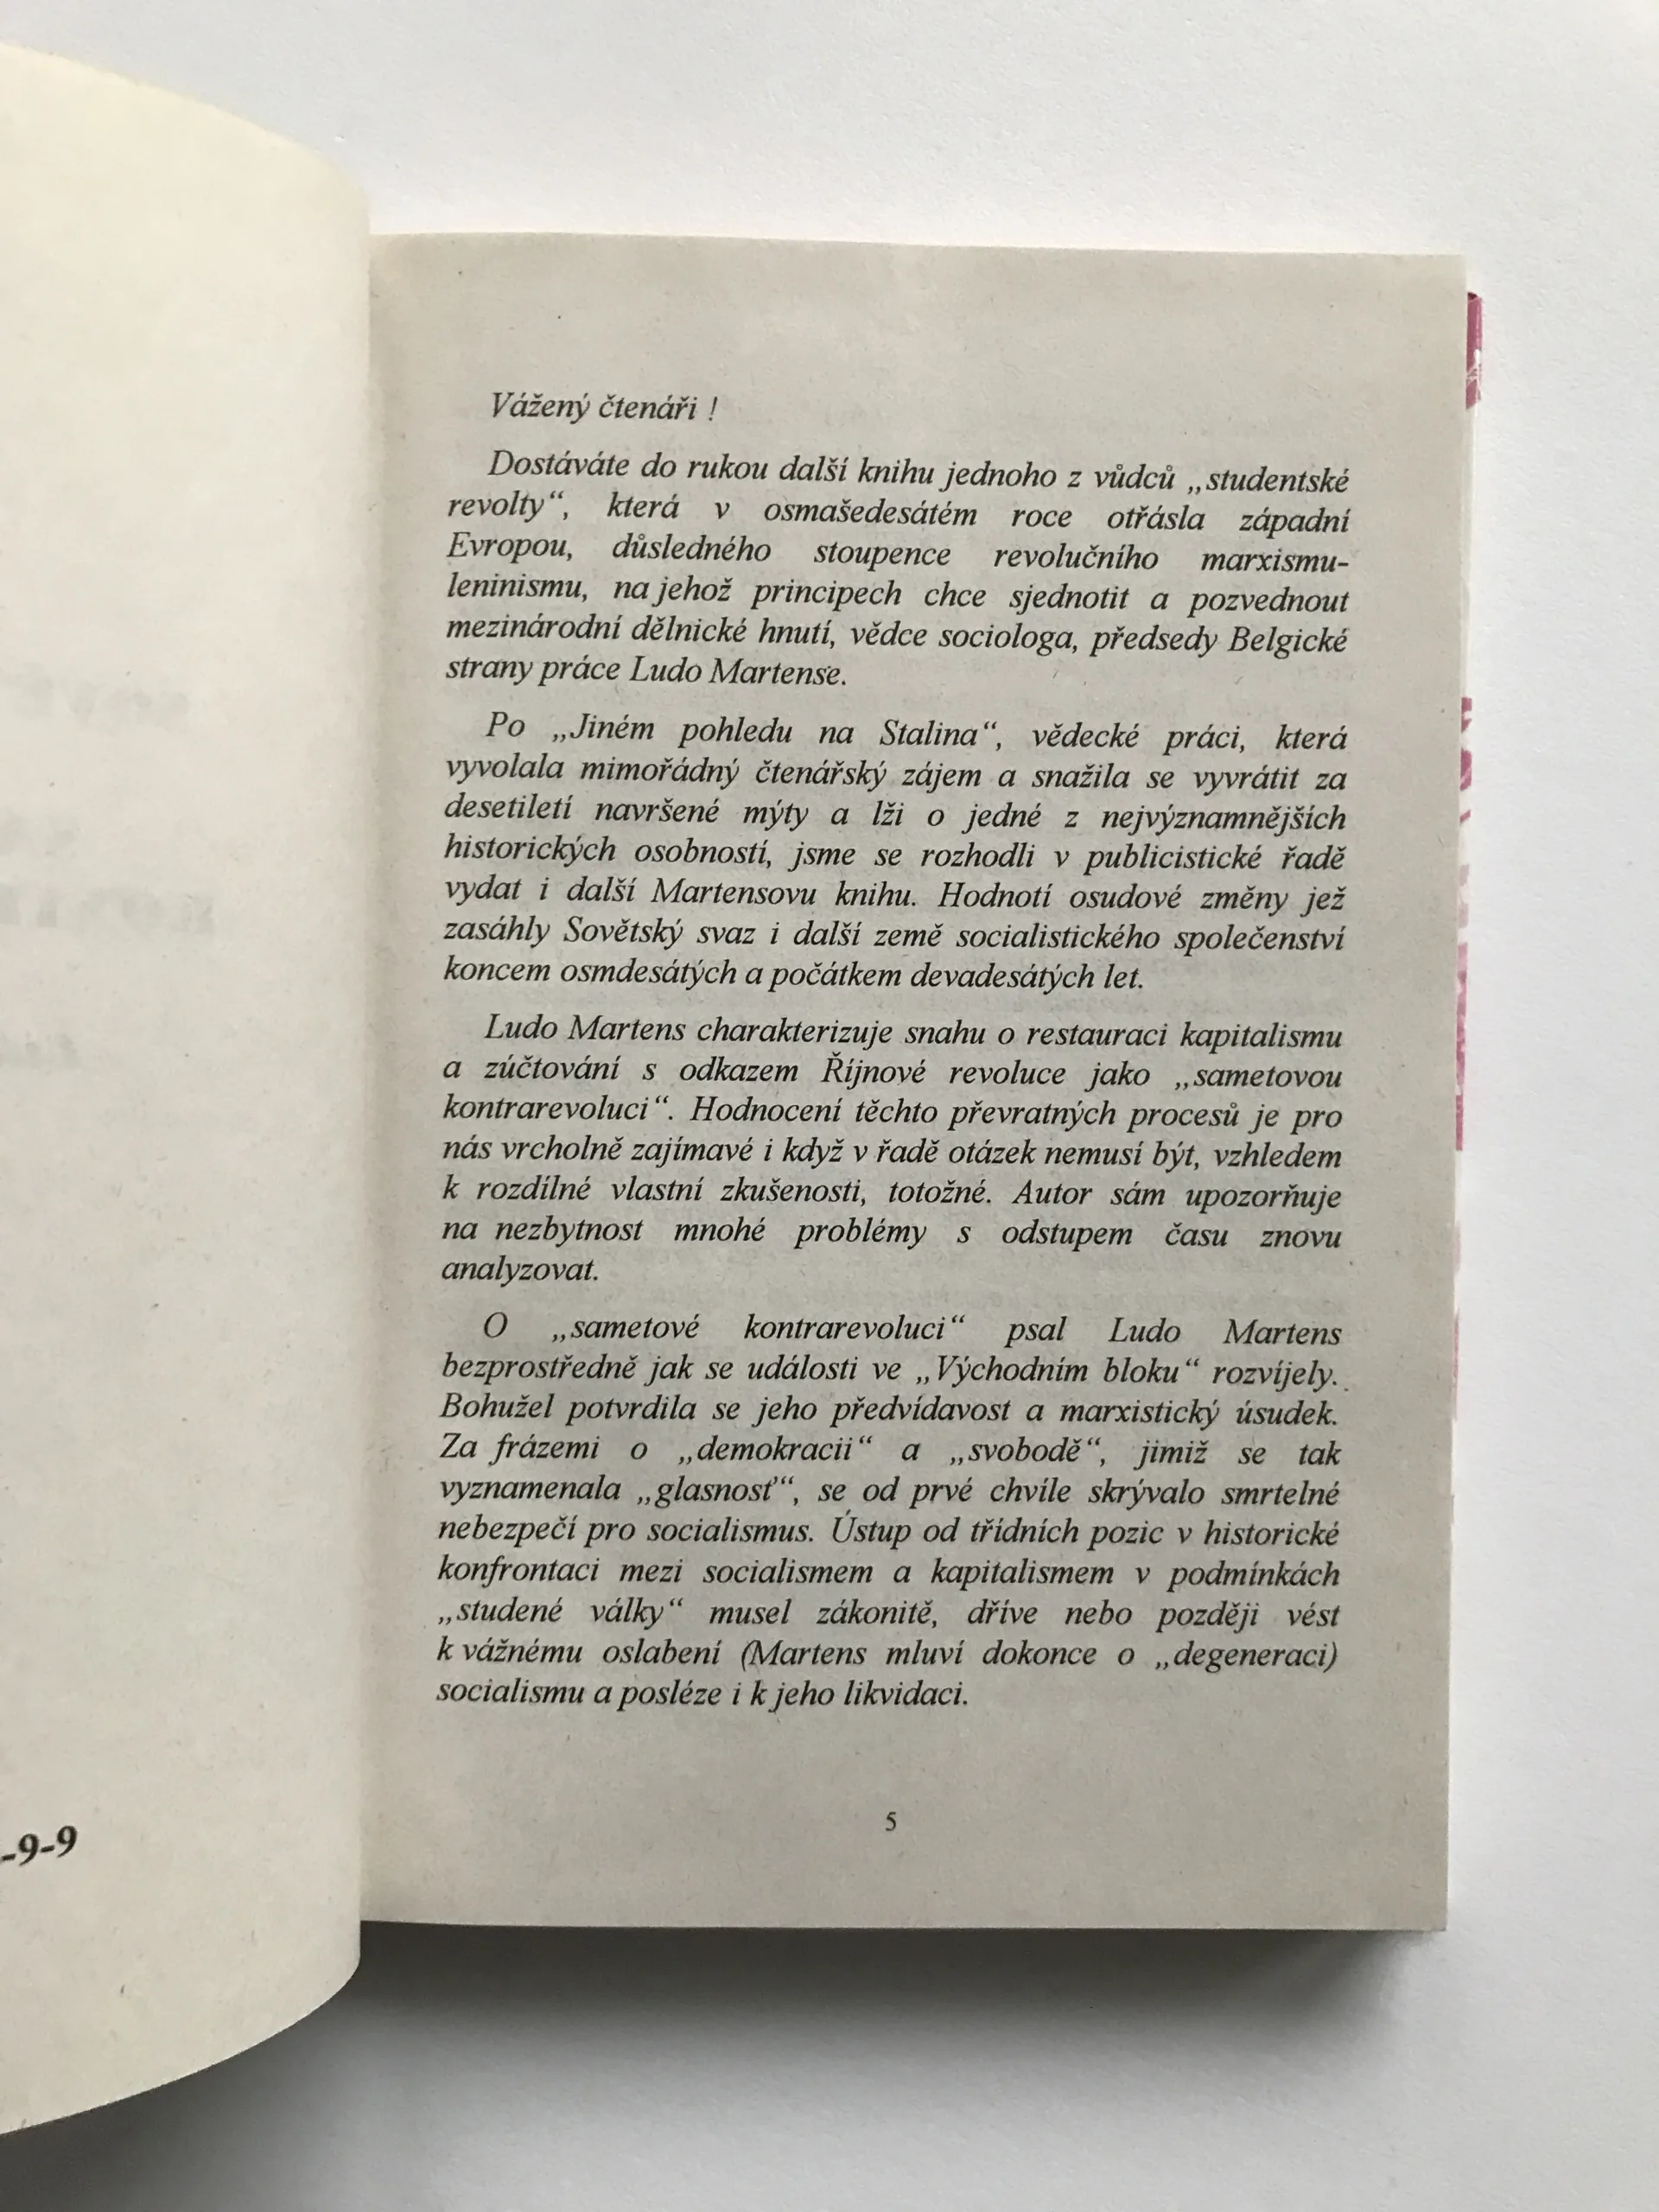 -9-9
Vážený čtenáři !
Dostáváte do rukou další knihu jednoho z vůdců „studentské
revolty“, která v osmašedesátém roce otřásla západní
Evropou, důsledného stoupence revolučního marxismu-
leninismu, na jehož principech chce sjednotit a pozvednout
mezinárodní dělnické hnutí, vědce sociologa, předsedy Belgické
strany práce Ludo Martense.
Po „Jiném pohledu na Stalina“, vědecké práci, která
vyvolala mimořádný čtenářský zájem a snažila se vyvrátit za
desetiletí navršené mýty a lži o jedné z nejvýznamnějších
historických osobností, jsme se rozhodli v publicistické řadě
vydat i další Martensovu knihu. Hodnotí osudové změny jež
zasáhly Sovětský svaz i další země socialistického společenství
koncem osmdesátých a počátkem devadesátých let.
Ludo Martens charakterizuje snahu o restauraci kapitalismu
a zúčtování s odkazem Říjnové revoluce jako „sametovou
kontrarevoluci“. Hodnocení těchto převratných procesů je pro
nás vrcholně zajímavé i když v řadě otázek nemusí být, vzhledem
k rozdílné vlastní zkušenosti, totožné. Autor sám upozorňuje
na nezbytnost mnohé problémy s odstupem času znovu
analyzovat.
O „sametové kontrarevoluci“ psal Ludo Martens
bezprostředně jak se události ve „Východním bloku“ rozvíjely.
Bohužel potvrdila se jeho předvídavost a marxistický úsudek.
Za frázemi o „demokracii“ a „svobodě“, jimiž se tak
vyznamenala „glasnosť“, se od prvé chvíle skrývalo smrtelné
nebezpečí pro socialismus. Ústup od třídních pozic v historické
konfrontaci mezi socialismem a kapitalismem v podmínkách
„studené války“ musel zákonitě, dříve nebo později vést
k vážnému oslabení (Martens mluví dokonce o „degeneraci)
socialismu a posléze i k jeho likvidaci.
5